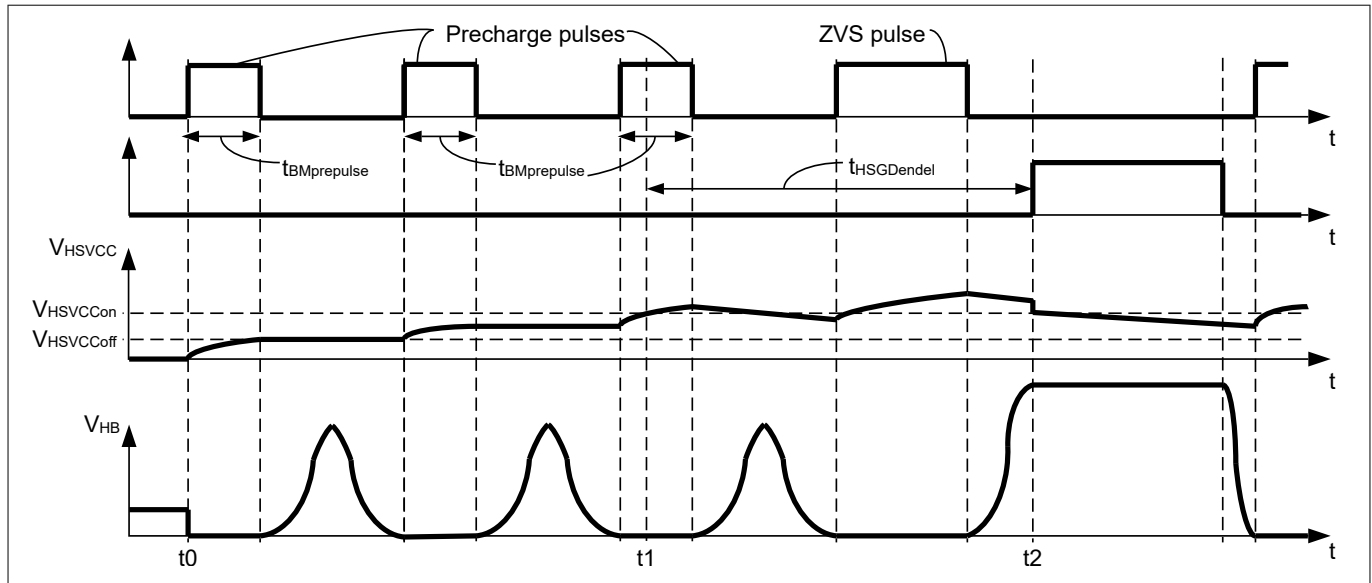 Precharge pulses ZVS pulse
t
tBMprepulse tBMprepulse tHSGDendel
t
VHSVCC
VHSVCCon
VHSVCCoff
t
VHB
t
t0 t1 t2